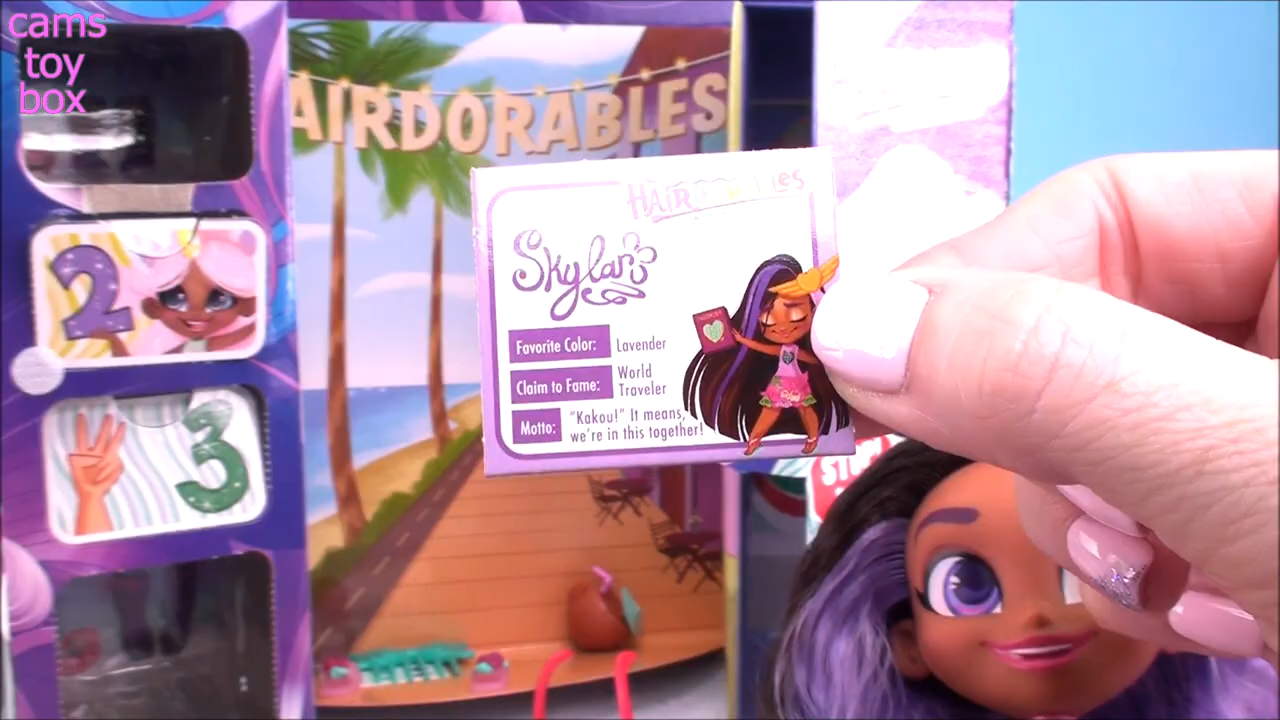 cams
toy
box
AIRDORABLES
HAIRdorables
Skylar
Favorite Color: Lavender
Claim to Fame: World
Traveler
Motto: "Kakou!" It means,
we're in this together!
2
3